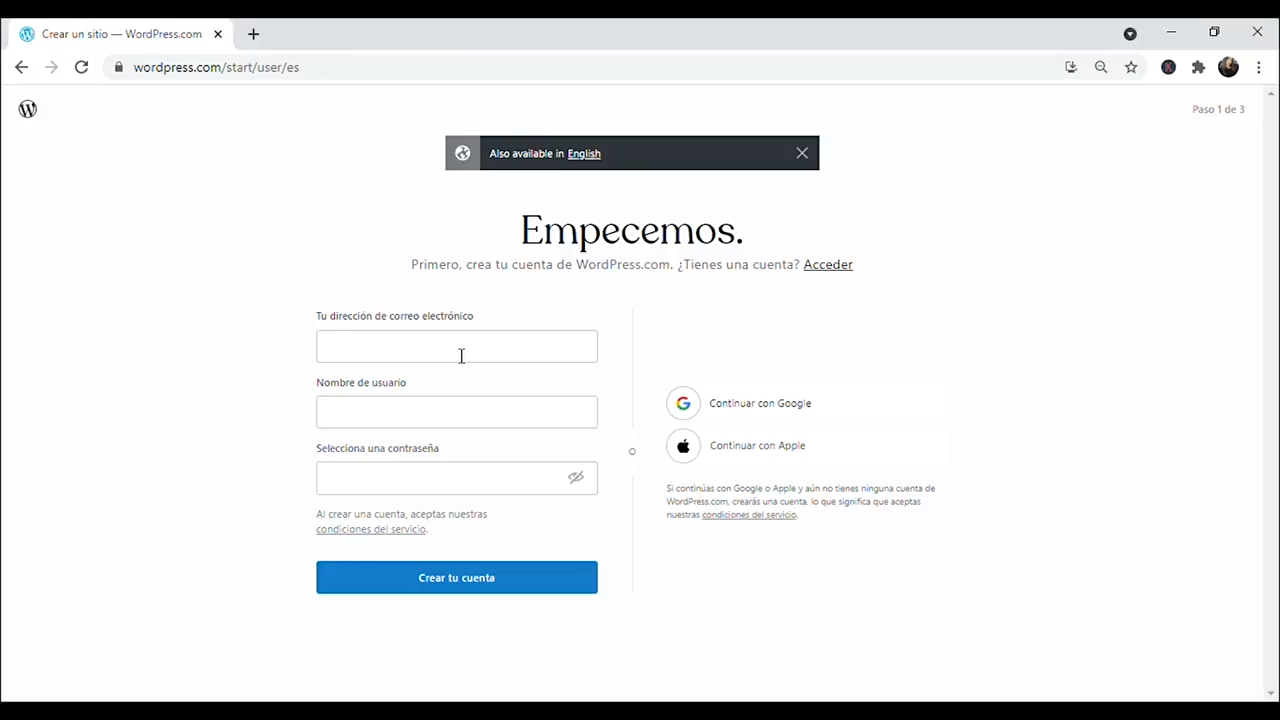 Crear un sitio — WordPress.com
wordpress.com/start/user/es
Paso 1 de 3
Also available in English
Empecemos.
Primero, crea tu cuenta de WordPress.com. ¿Tienes una cuenta? Acceder
Tu dirección de correo electrónico
Nombre de usuario
Selecciona una contraseña
Al crear una cuenta, aceptas nuestras
condiciones del servicio.
Crear tu cuenta
o
Continuar con Google
Continuar con Apple
Si continúas con Google o Apple y aún no tienes ninguna cuenta de
WordPress.com, crearás una cuenta, lo que significa que aceptas
nuestras condiciones del servicio.